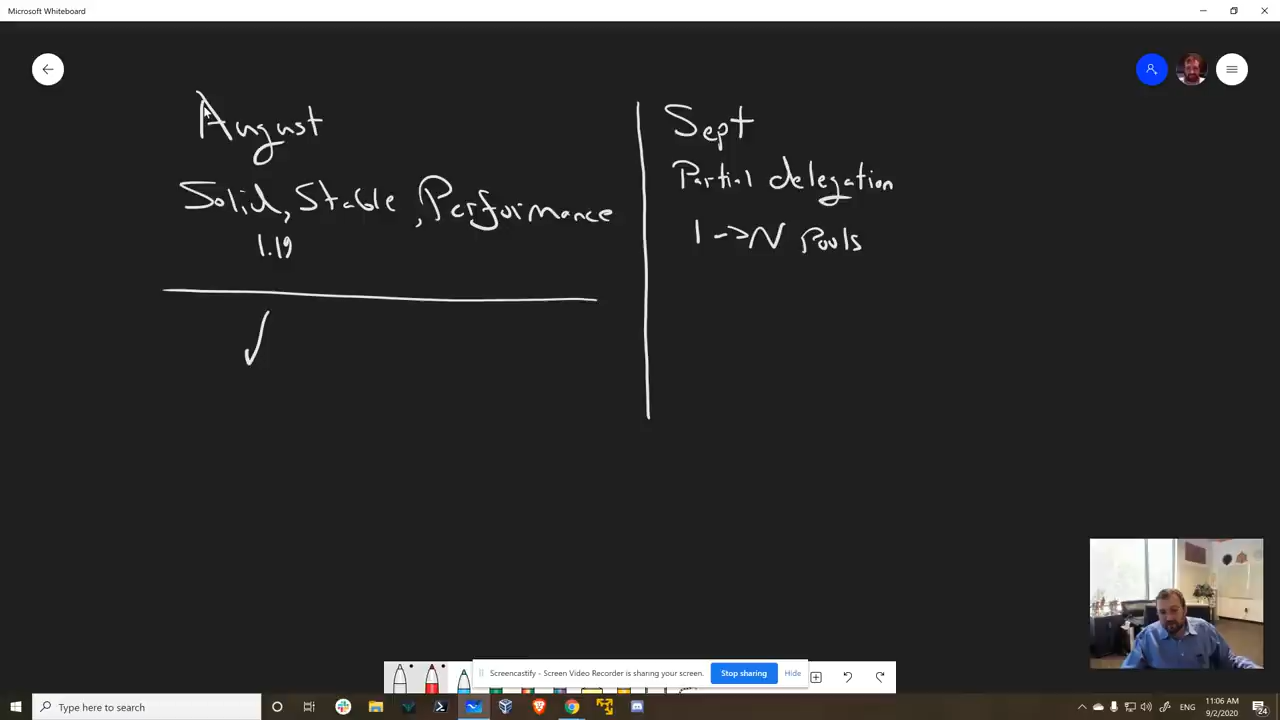 Microsoft Whiteboard
August
Solid, Stable, Performance
1.19
Sept
Partial delegation
1 -> N Pools
Screencastify - Screen Video Recorder is sharing your screen.
Stop sharing
Hide
Type here to search
ENG
11:06 AM
9/2/2020
24